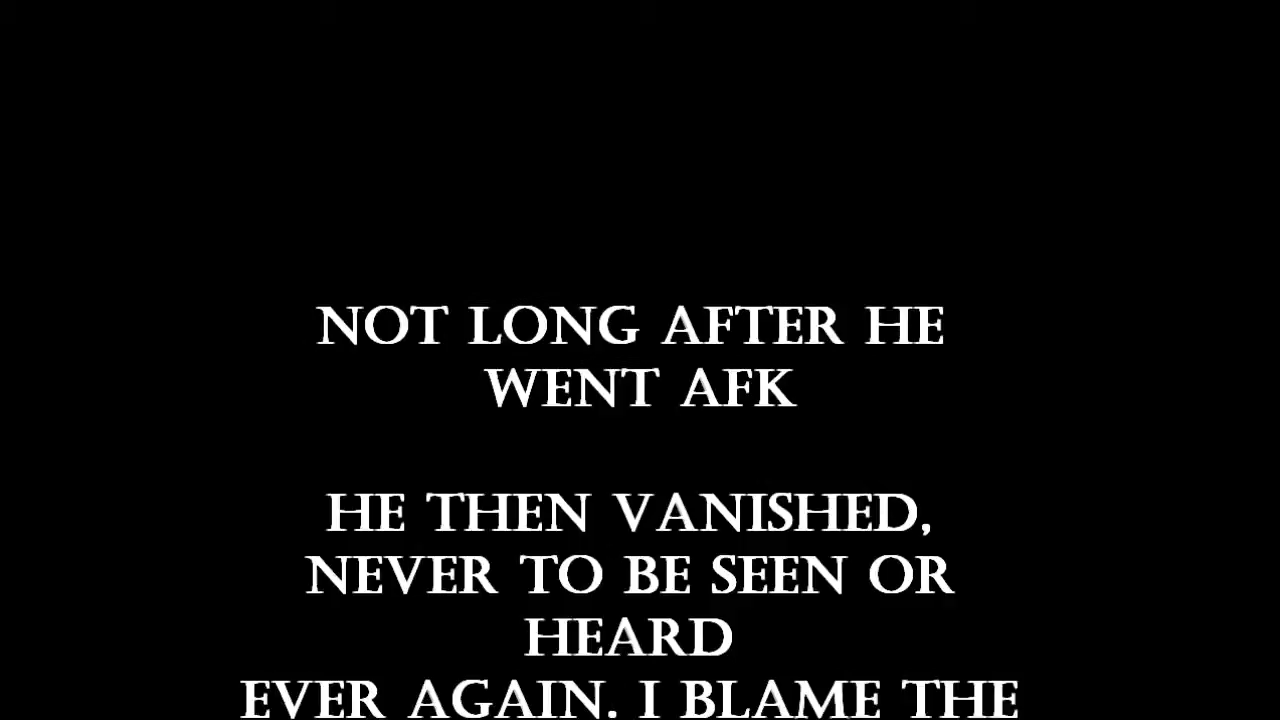 NOT LONG AFTER HE
WENT AFK
HE THEN VANISHED,
NEVER TO BE SEEN OR
HEARD
EVER AGAIN. I BLAME THE